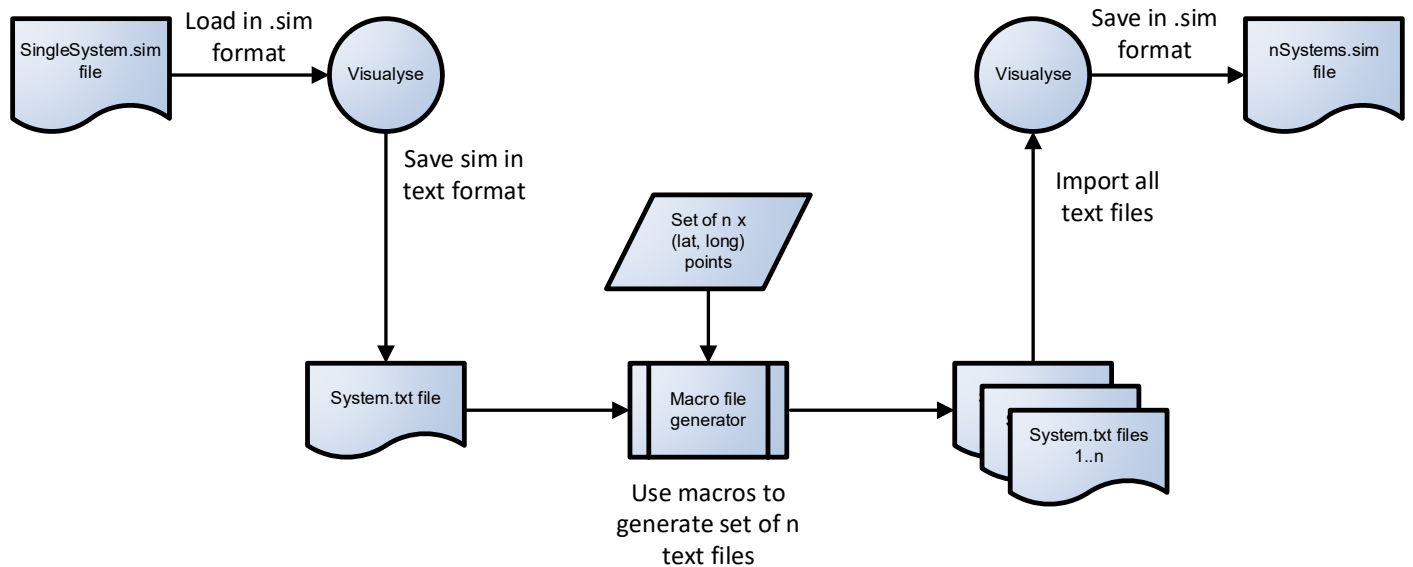 SingleSystem.sim
file
Load in .sim
format
Visualyse
Visualyse
Save in .sim
format
nSystems.sim
file
Save sim in
text format
Set of n x
(lat, long)
points
Import all
text files
System.txt file
Macro file
generator
System.txt files
1..n
Use macros to
generate set of n
text files